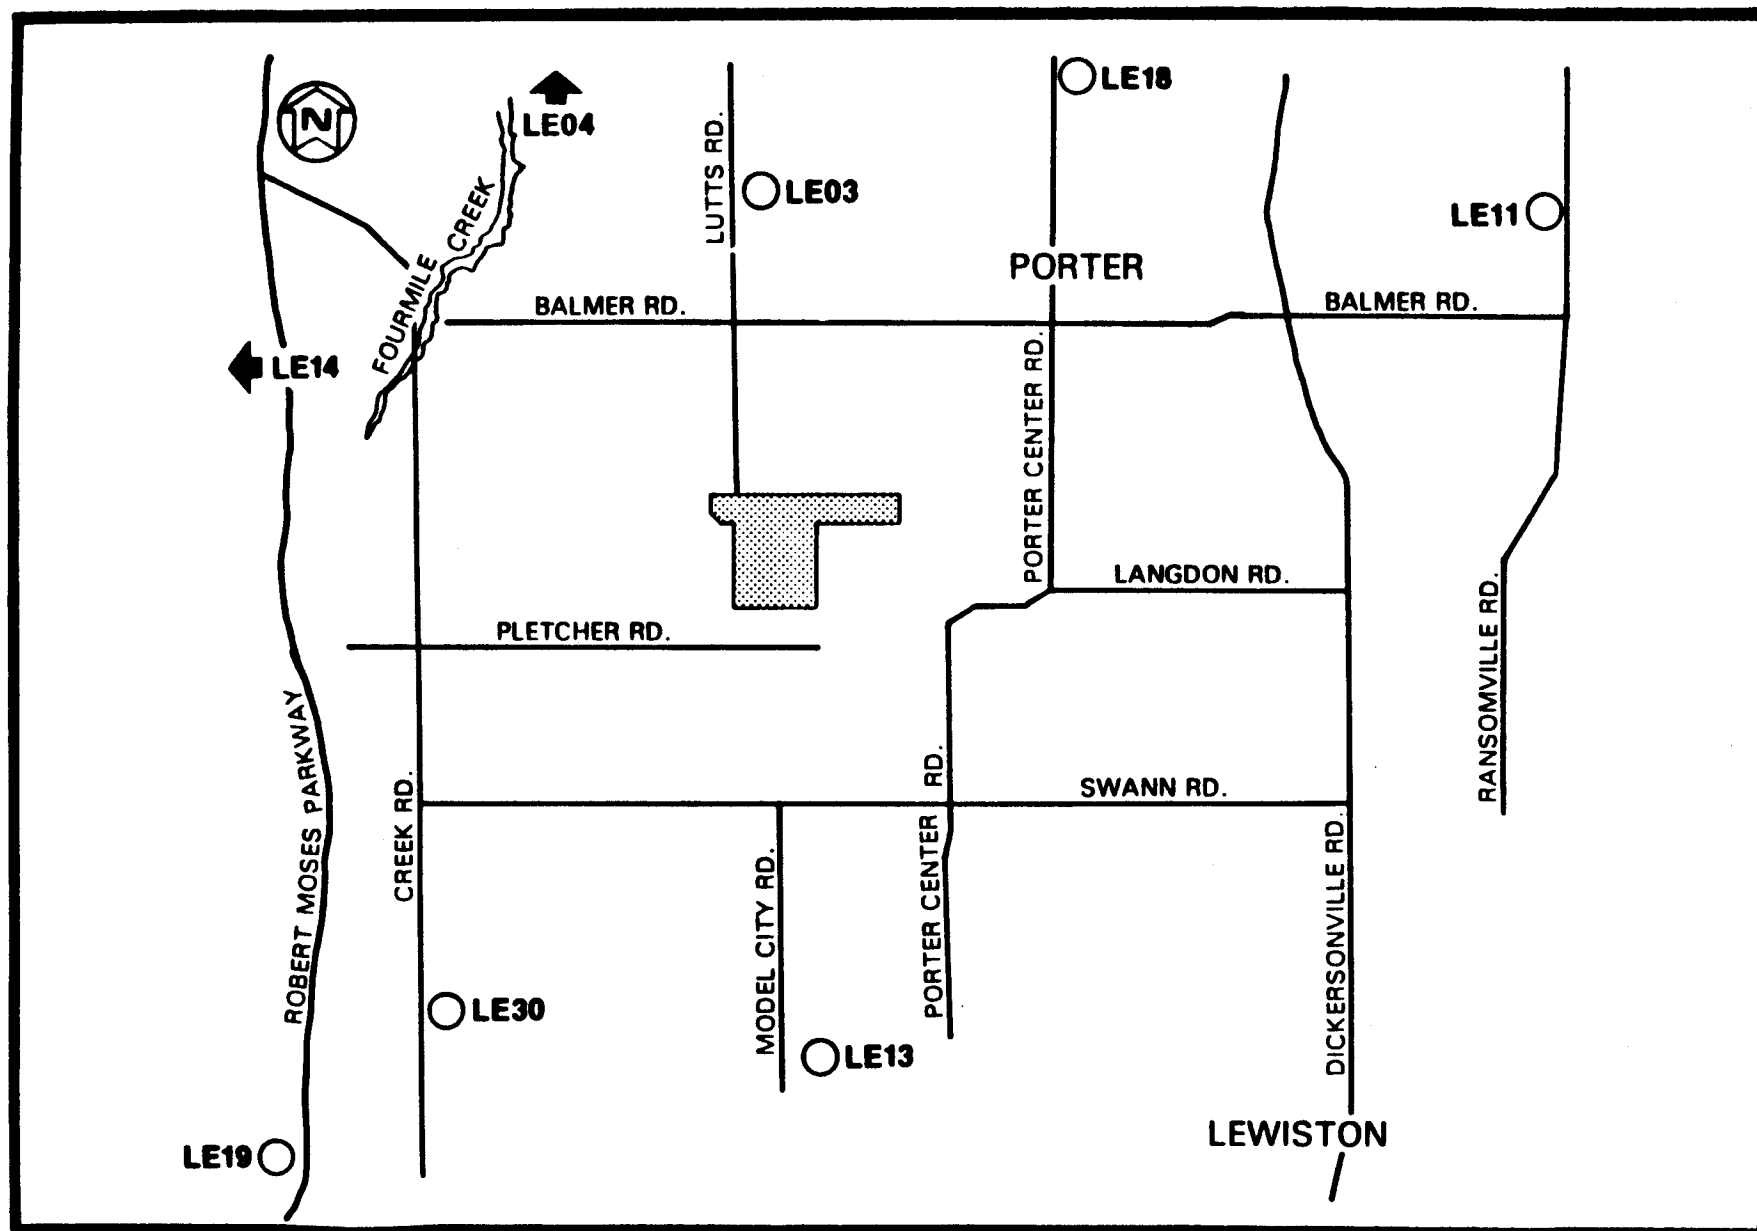 LE18
N
LE04
LUTTS RD.
LE03
LE11
FOURMILE CREEK
PORTER
BALMER RD.
BALMER RD.
LE14
PORTER CENTER RD.
LANGDON RD.
RANSOMVILLE RD.
PLETCHER RD.
ROBERT MOSES PARKWAY
CREEK RD.
SWANN RD.
PORTER CENTER RD.
MODEL CITY RD.
DICKERSONVILLE RD.
LE30
LE13
LEWISTON
LE19